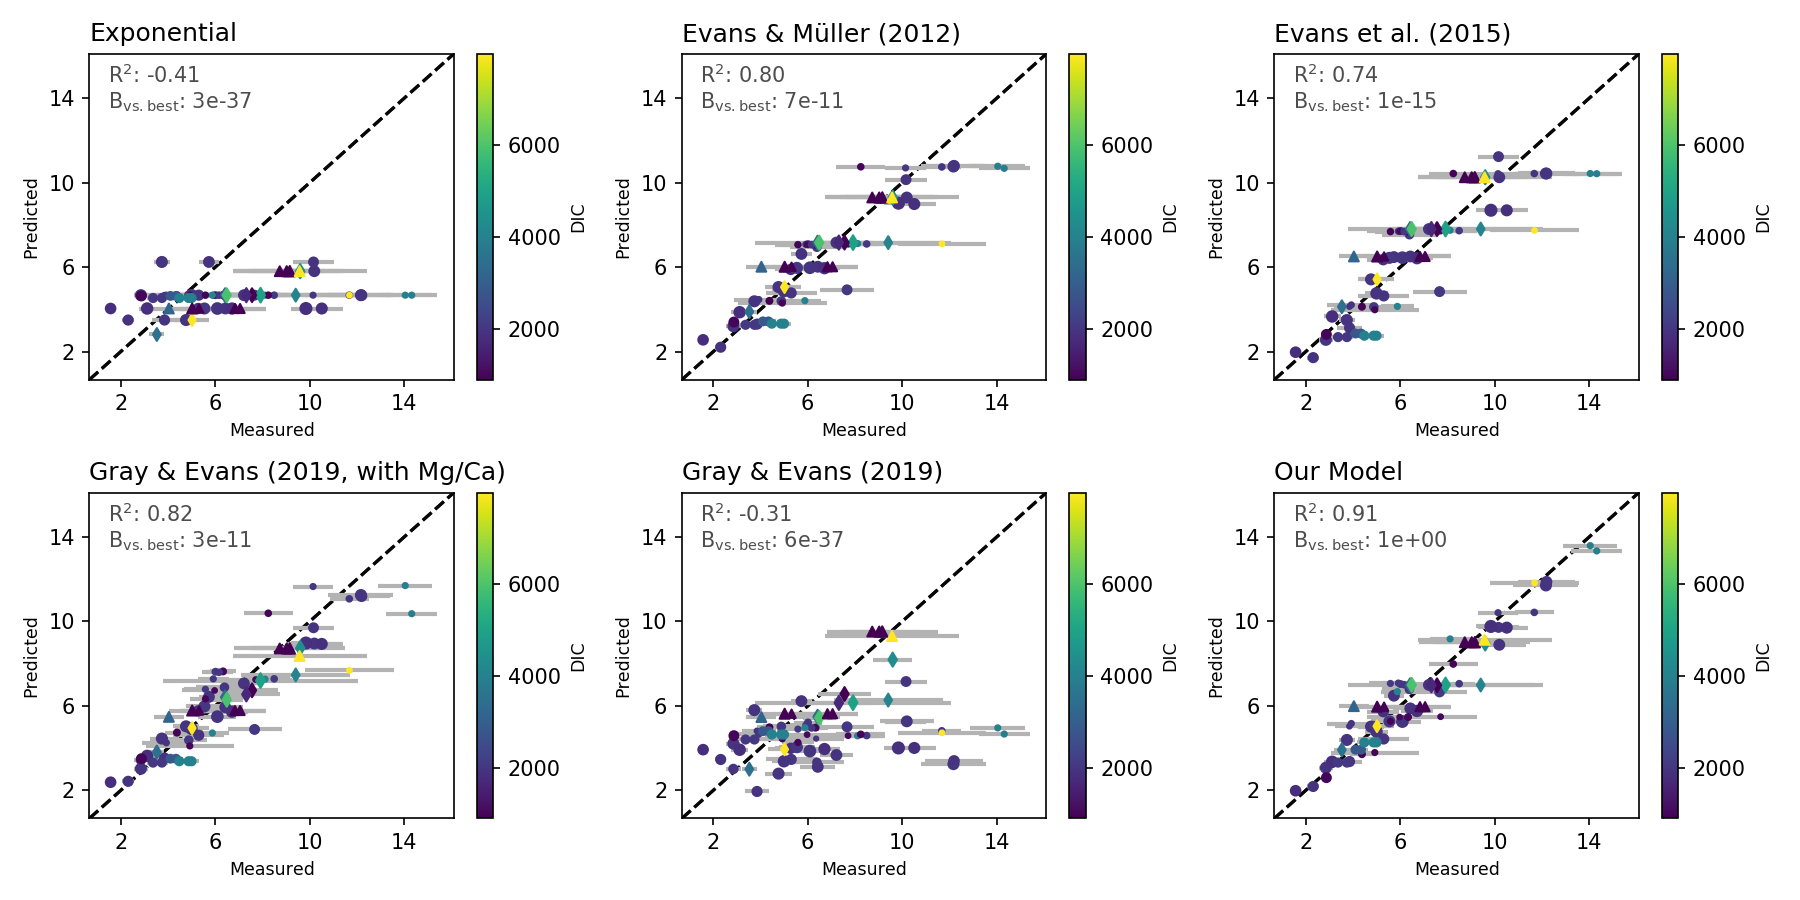 Exponential
R²: -0.41
B vs. best: 3e-37
14
10
6
2
2 6 10 14
Predicted
Measured
6000
4000
2000
DIC
Evans & Müller (2012)
R²: 0.80
B vs. best: 7e-11
14
10
6
2
2 6 10 14
Predicted
Measured
6000
4000
2000
DIC
Evans et al. (2015)
R²: 0.74
B vs. best: 1e-15
14
10
6
2
2 6 10 14
Predicted
Measured
6000
4000
2000
DIC
Gray & Evans (2019, with Mg/Ca)
R²: 0.82
B vs. best: 3e-11
14
10
6
2
2 6 10 14
Predicted
Measured
6000
4000
2000
DIC
Gray & Evans (2019)
R²: -0.31
B vs. best: 6e-37
14
10
6
2
2 6 10 14
Predicted
Measured
6000
4000
2000
DIC
Our Model
R²: 0.91
B vs. best: 1e+00
14
10
6
2
2 6 10 14
Predicted
Measured
6000
4000
2000
DIC